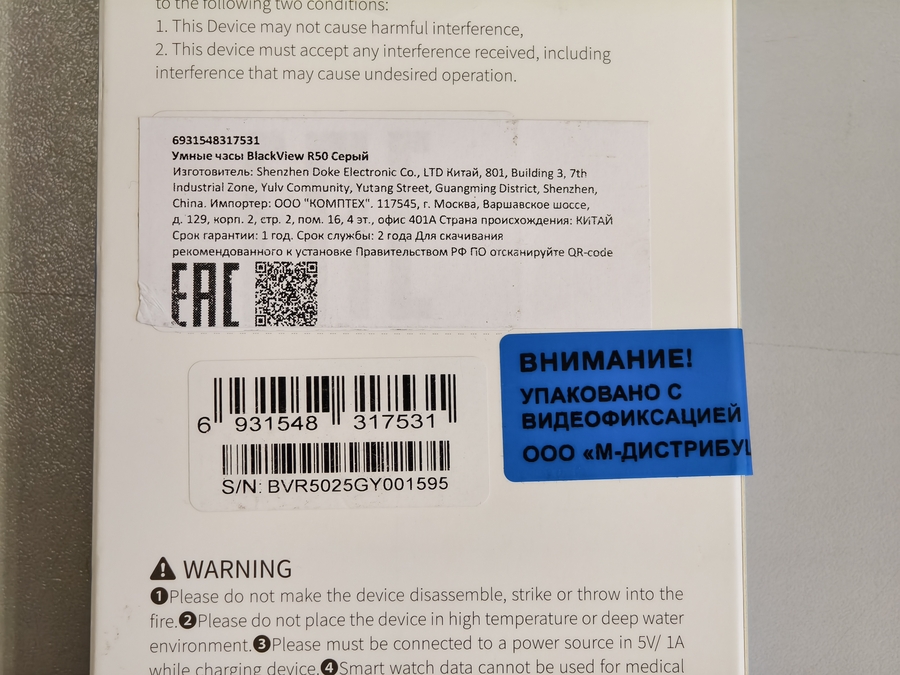 to the following two conditions:
1. This Device may not cause harmful interference,
2. This device must accept any interference received, including
interference that may cause undesired operation.
6931548317531
Умные часы BlackView R50 Серый
Изготовитель: Shenzhen Doke Electronic Co., LTD Китай, 801, Building 3, 7th
Industrial Zone, Yulv Community, Yutang Street, Guangming District, Shenzhen,
China. Импортер: ООО "КОМПТЕХ". 117545, г. Москва, Варшавское шоссе,
д. 129, корп. 2, стр. 2, пом. 16, 4 эт., офис 401А Страна происхождения: КИТАЙ
Срок гарантии: 1 год. Срок службы: 2 года Для скачивания
рекомендованного к установке Правительством РФ ПО отсканируйте QR-code
EAC
ВНИМАНИЕ!
УПАКОВАНО С
ВИДЕОФИКСАЦИЕЙ
ООО «М-ДИСТРИБУЦ
6 931548 317531
S/N: BVR5025GY001595
WARNING
1Please do not make the device disassemble, strike or throw into the
fire.2Please do not place the device in high temperature or deep water
environment.3Please must be connected to a power source in 5V/ 1A
while charging device.4Smart watch data cannot be used for medical